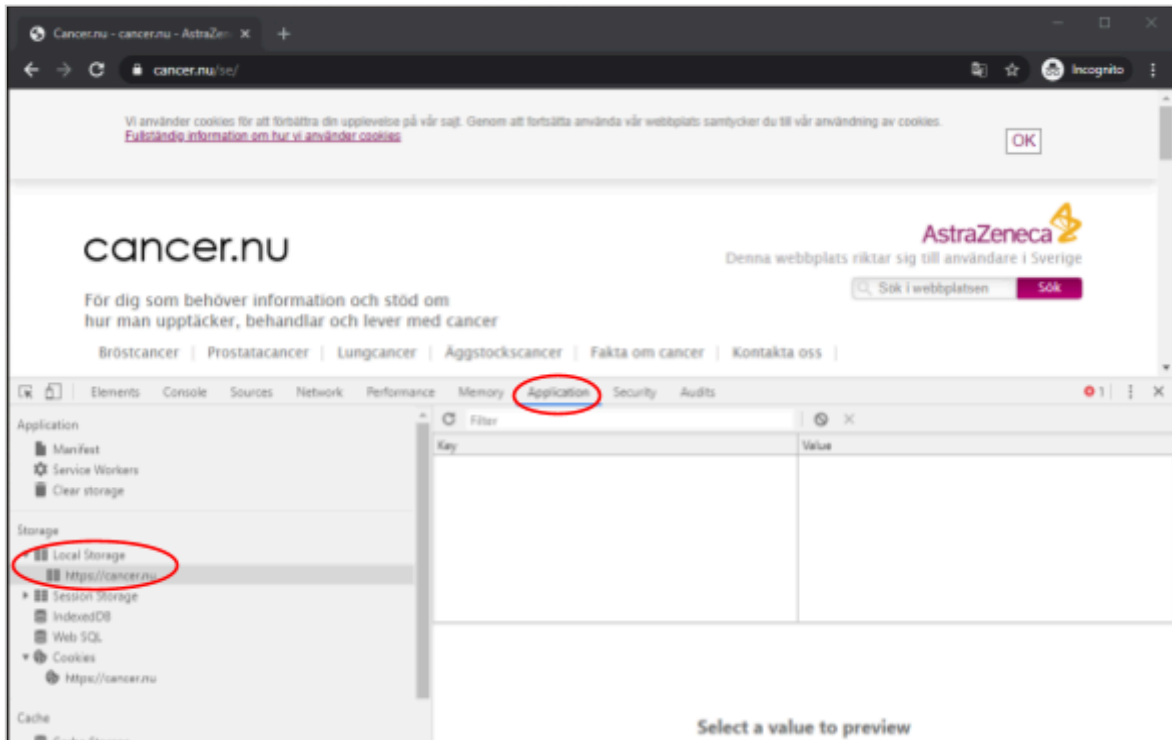 Cancer.nu - cancer.nu - AstraZen
cancer.nu/se/
Incognito
Vi använder cookies för att förbättra din upplevelse på vår sajt. Genom att fortsätta använda vår webbplats samtycker du till vår användning av cookies.
Fullständig information om hur vi använder cookies
OK
cancer.nu
AstraZeneca
Denna webbplats riktar sig till användare i Sverige
Sök i webbplatsen
Sök
För dig som behöver information och stöd om
hur man upptäcker, behandlar och lever med cancer
Bröstcancer | Prostatacancer | Lungcancer | Äggstockscancer | Fakta om cancer | Kontakta oss |
Elements Console Sources Network Performance Memory Application Security Audits 1
Application
Manifest
Service Workers
Clear storage
Storage
Local Storage
https://cancer.nu
Session Storage
IndexedDB
Web SQL
Cookies
https://cancer.nu
Cache
Filter
Key Value
Select a value to preview